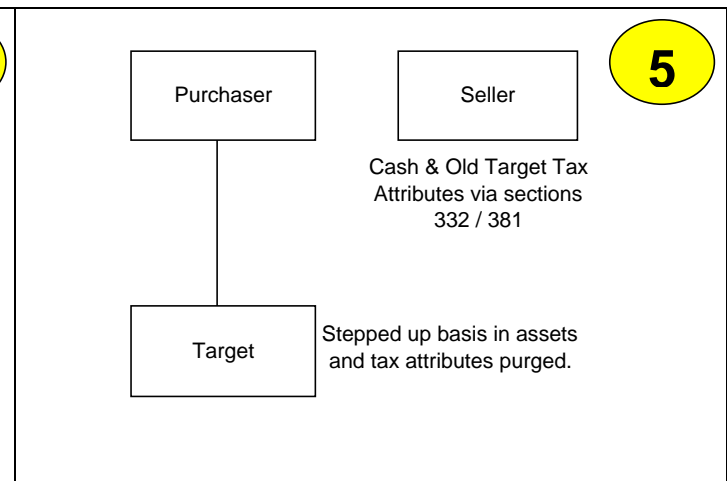 5
Purchaser
Seller
Cash & Old Target Tax
Attributes via sections
332 / 381
Target
Stepped up basis in assets
and tax attributes purged.